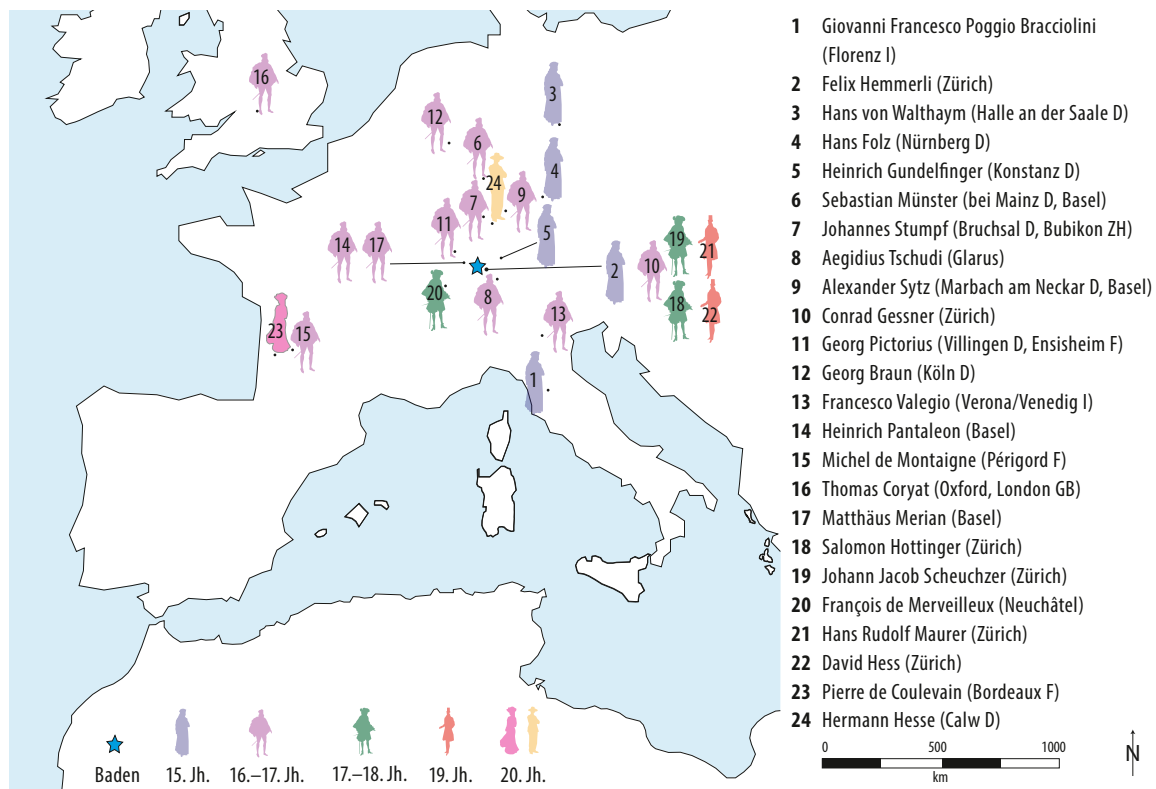 1 Giovanni Francesco Poggio Bracciolini
(Florenz I)
2 Felix Hemmerli (Zürich)
3 Hans von Walthaym (Halle an der Saale D)
4 Hans Folz (Nürnberg D)
5 Heinrich Gundelfinger (Konstanz D)
6 Sebastian Münster (bei Mainz D, Basel)
7 Johannes Stumpf (Bruchsal D, Bubikon ZH)
8 Aegidius Tschudi (Glarus)
9 Alexander Sytz (Marbach am Neckar D, Basel)
10 Conrad Gessner (Zürich)
11 Georg Pictorius (Villingen D, Ensisheim F)
12 Georg Braun (Köln D)
13 Francesco Valegio (Verona/Venedig I)
14 Heinrich Pantaleon (Basel)
15 Michel de Montaigne (Périgord F)
16 Thomas Coryat (Oxford, London GB)
17 Matthäus Merian (Basel)
18 Salomon Hottinger (Zürich)
19 Johann Jacob Scheuchzer (Zürich)
20 François de Merveilleux (Neuchâtel)
21 Hans Rudolf Maurer (Zürich)
22 David Hess (Zürich)
23 Pierre de Coulevain (Bordeaux F)
24 Hermann Hesse (Calw D)
0 500 1000
km
N
16
3
12
6
4
24
9
7
11
5
19
14 17
21
10
2
20
8
18
13
22
23
15
1
Baden 15. Jh. 16.–17. Jh. 17.–18. Jh. 19. Jh. 20. Jh.